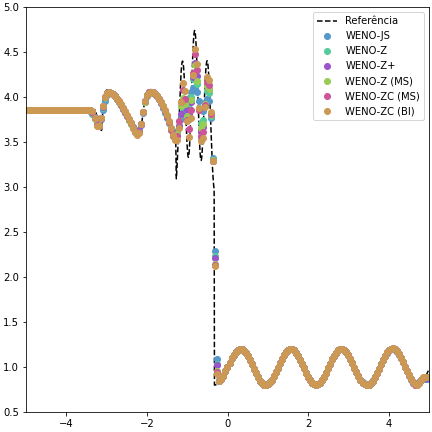 5.0
4.5
4.0
3.5
3.0
2.5
2.0
1.5
1.0
0.5
−4
−2
0
2
4
Referência
WENO-JS
WENO-Z
WENO-Z+
WENO-Z (MS)
WENO-ZC (MS)
WENO-ZC (BI)